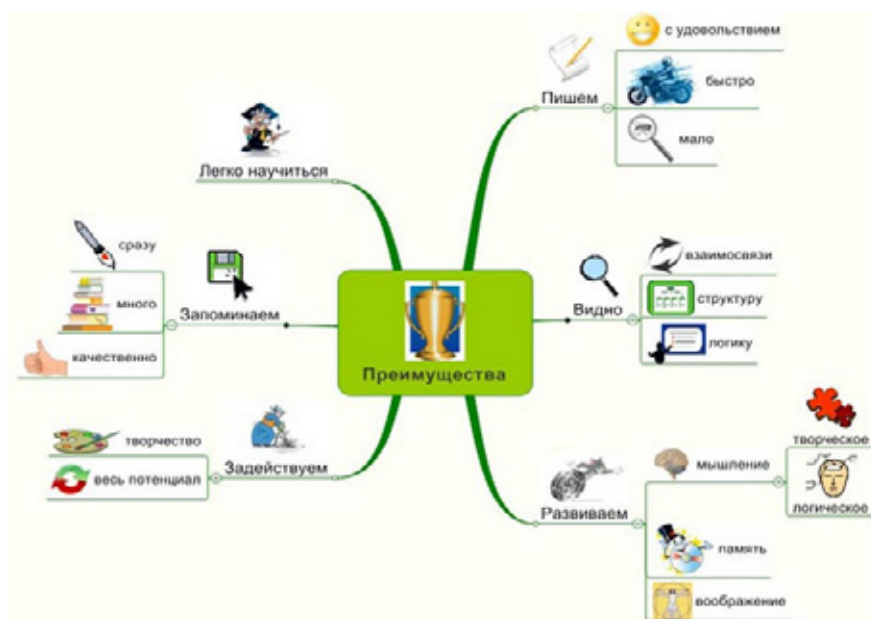 Преимущества
Пишем
с удовольствием
быстро
мало
Видно
взаимосвязи
структуру
логику
Развиваем
мышление
творческое
логическое
память
воображение
Задействуем
творчество
весь потенциал
Запоминаем
сразу
много
качественно
Легко научиться